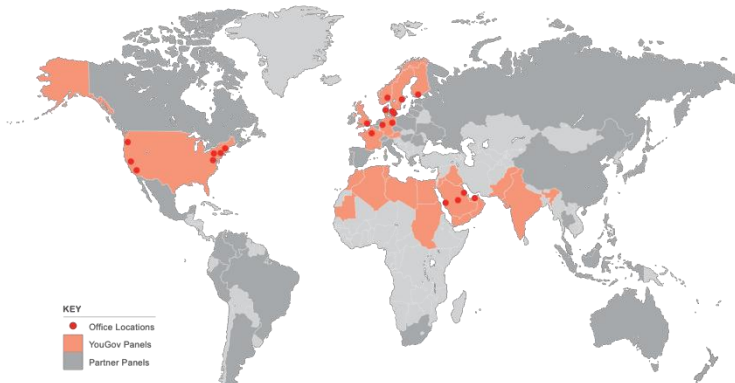 KEY
Office Locations
YouGov Panels
Partner Panels